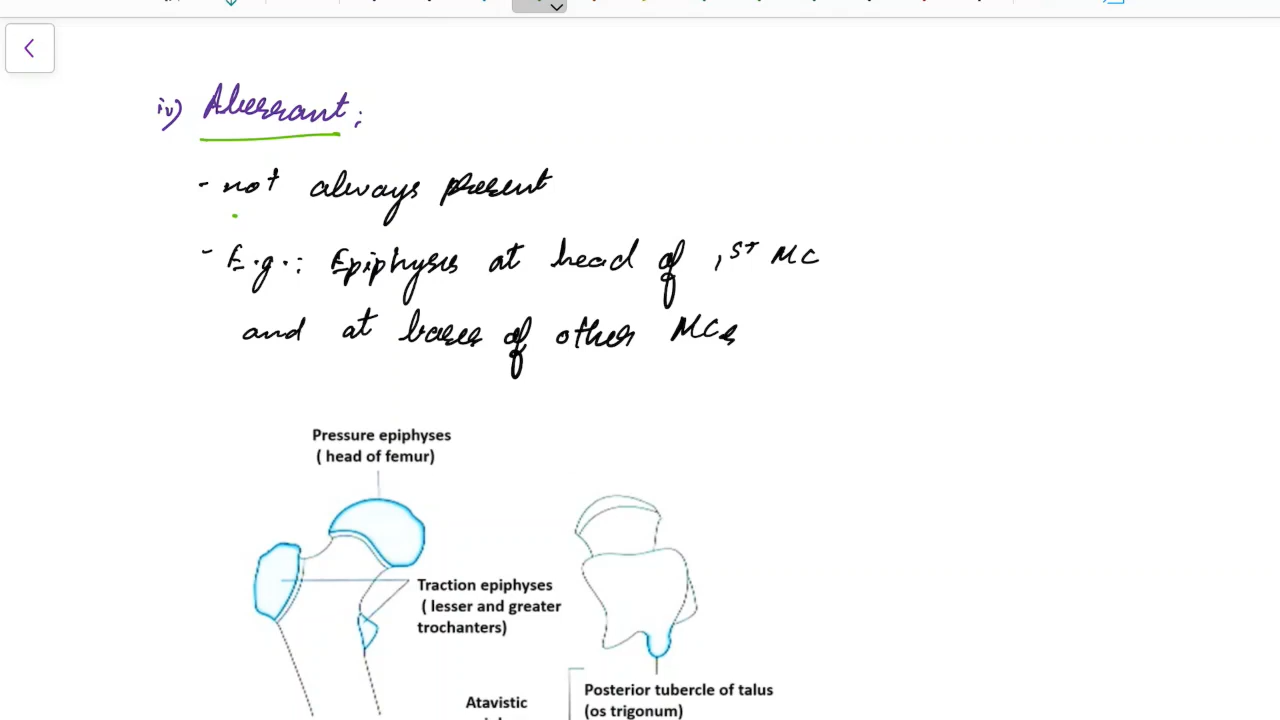 iv) Aberrant:
- not always present
- E.g.: Epiphysis at head of 1ST MC
and at bases of other MCs
Pressure epiphyses
( head of femur)
Traction epiphyses
( lesser and greater
trochanters)
Posterior tubercle of talus
(os trigonum)
Atavistic